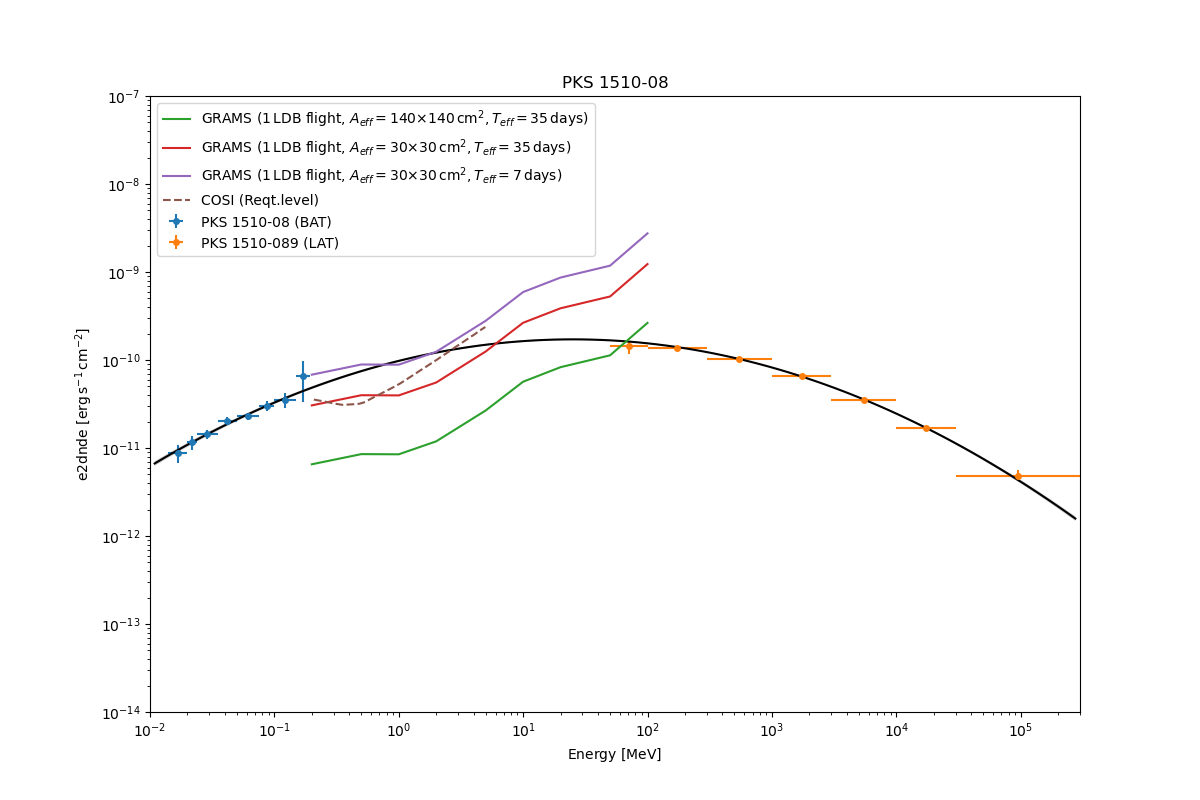 PKS 1510-08
10⁻⁷
10⁻⁸
10⁻⁹
10⁻¹⁰
10⁻¹¹
10⁻¹²
10⁻¹³
10⁻¹⁴
e2dnde [erg s⁻¹ cm⁻²]
GRAMS (1 LDB flight, A_eff = 140×140 cm², T_eff = 35 days)
GRAMS (1 LDB flight, A_eff = 30×30 cm², T_eff = 35 days)
GRAMS (1 LDB flight, A_eff = 30×30 cm², T_eff = 7 days)
COSI (Reqt.level)
PKS 1510-08 (BAT)
PKS 1510-089 (LAT)
10⁻² 10⁻¹ 10⁰ 10¹ 10² 10³ 10⁴ 10⁵
Energy [MeV]